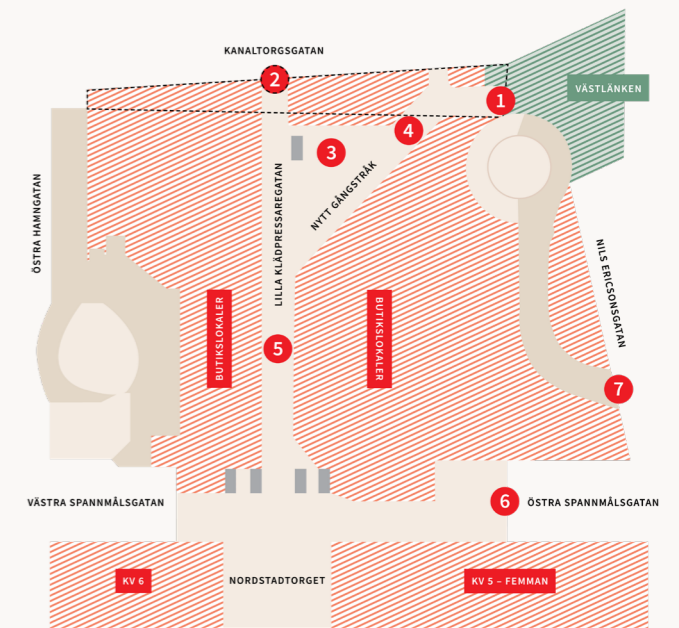 KANALTORGSGATAN
2
VÄSTLÄNKEN
1
4
3
ÖSTRA HAMNGATAN
LILLA KLÄDPRESSAREGATAN
NYTT GÅNGSTRÅK
NILS ERICSONSGATAN
BUTIKSLOKALER
BUTIKSLOKALER
5
7
VÄSTRA SPANNMÅLSGATAN
6
ÖSTRA SPANNMÅLSGATAN
KV 6
NORDSTADTORGET
KV 5 – FEMMAN